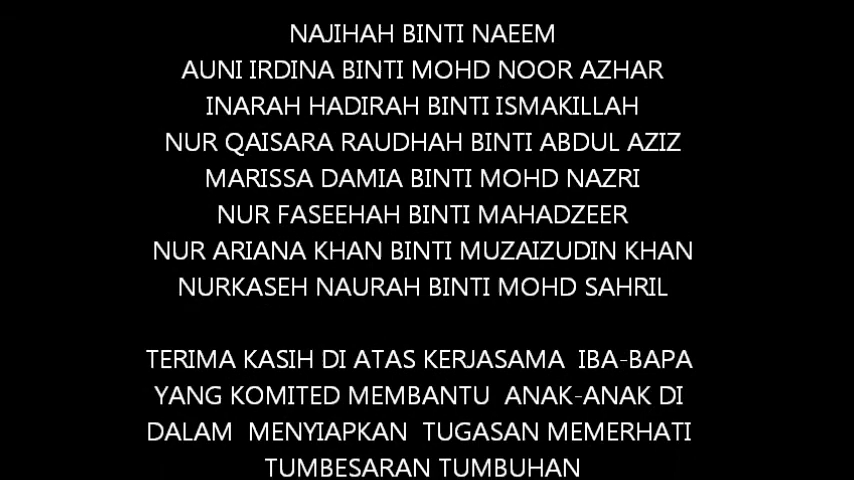 NAJIHAH BINTI NAEEM
AUNI IRDINA BINTI MOHD NOOR AZHAR
INARAH HADIRAH BINTI ISMAKILLAH
NUR QAISARA RAUDHAH BINTI ABDUL AZIZ
MARISSA DAMIA BINTI MOHD NAZRI
NUR FASEEHAH BINTI MAHADZEER
NUR ARIANA KHAN BINTI MUZAIZUDIN KHAN
NURKASEH NAURAH BINTI MOHD SAHRIL
TERIMA KASIH DI ATAS KERJASAMA IBA-BAPA
YANG KOMITED MEMBANTU ANAK-ANAK DI
DALAM MENYIAPKAN TUGASAN MEMERHATI
TUMBESARAN TUMBUHAN